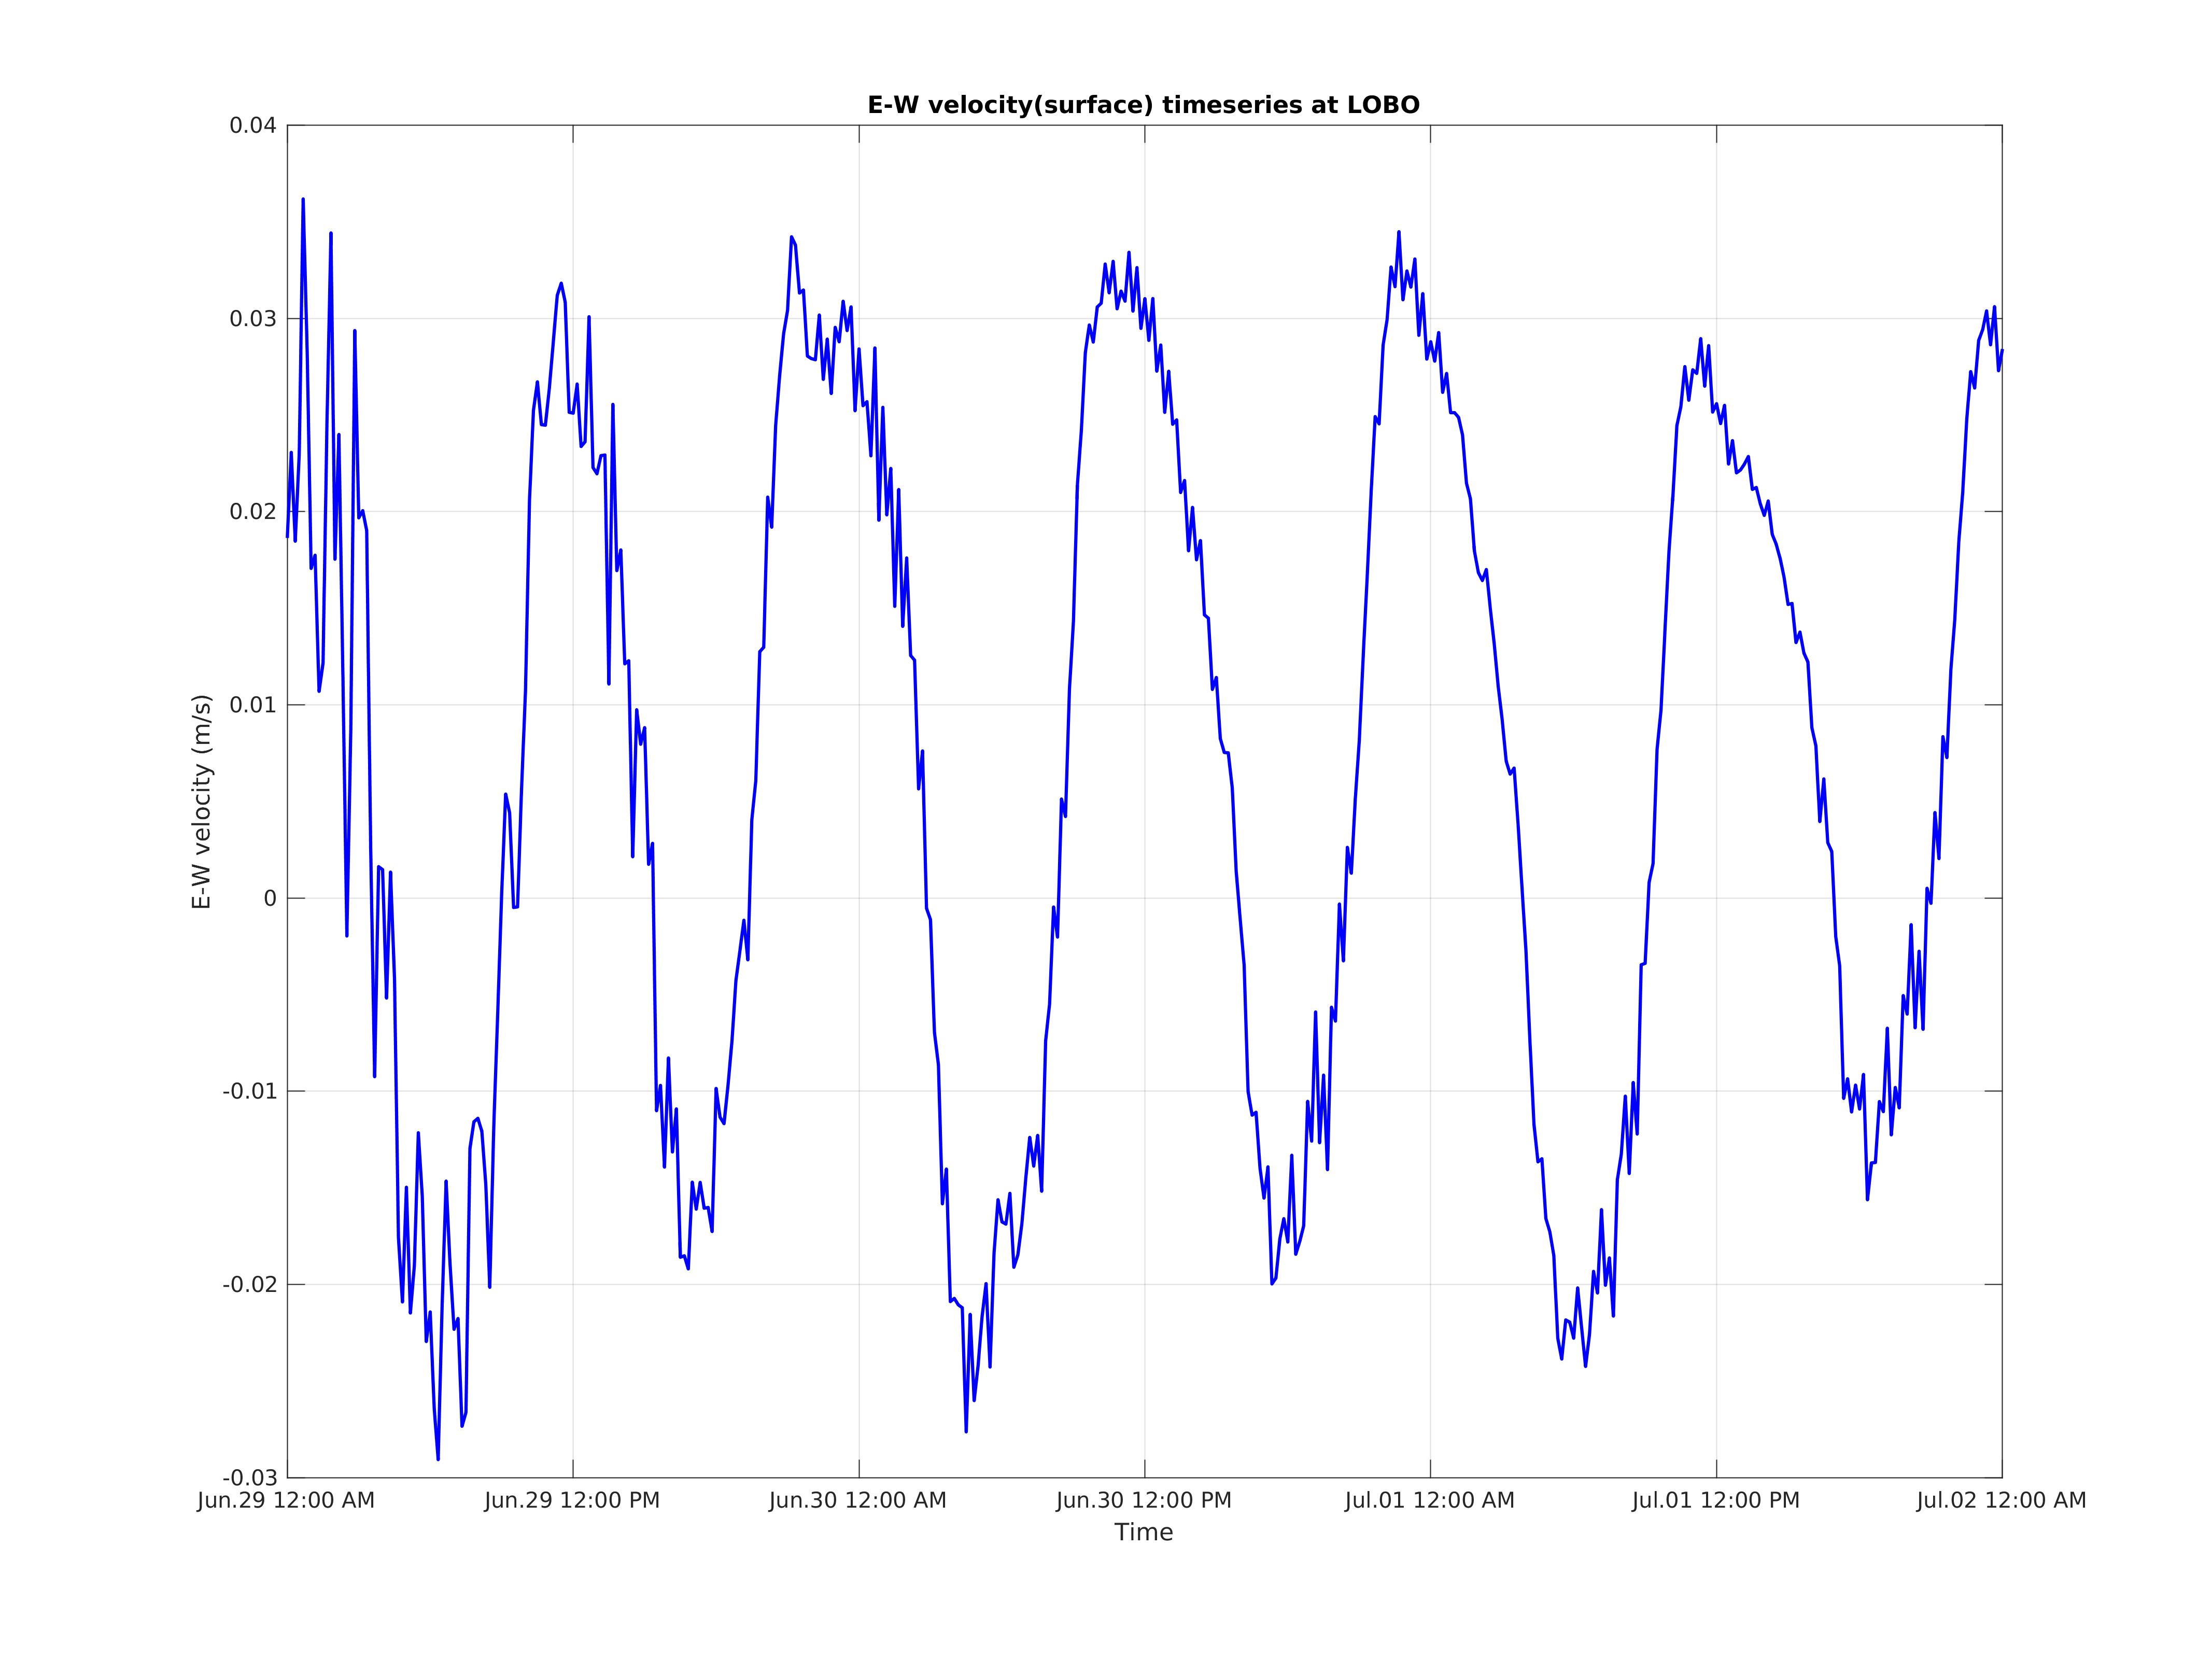 E-W velocity(surface) timeseries at LOBO
0.04
0.03
0.02
0.01
0
-0.01
-0.02
-0.03
E-W velocity (m/s)
Jun.29 12:00 AM
Jun.29 12:00 PM
Jun.30 12:00 AM
Jun.30 12:00 PM
Jul.01 12:00 AM
Jul.01 12:00 PM
Jul.02 12:00 AM
Time